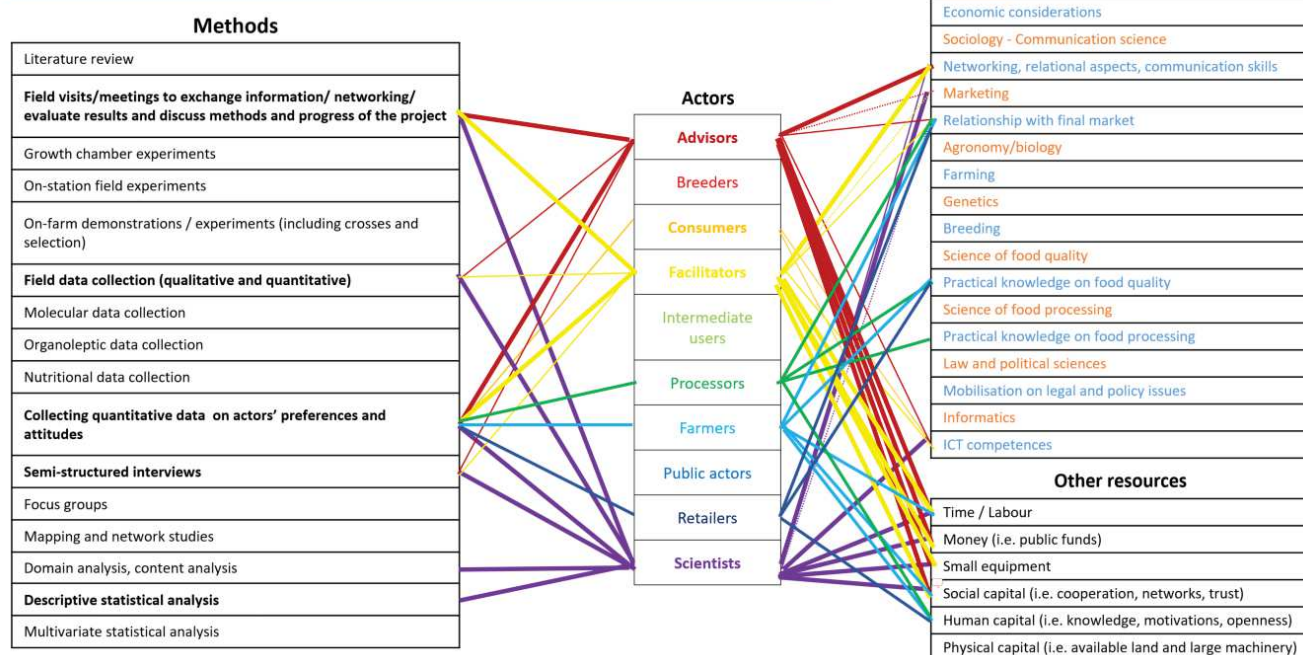 Methods
Literature review
Field visits/meetings to exchange information/ networking/
evaluate results and discuss methods and progress of the project
Growth chamber experiments
On-station field experiments
On-farm demonstrations / experiments (including crosses and
selection)
Field data collection (qualitative and quantitative)
Molecular data collection
Organoleptic data collection
Nutritional data collection
Collecting quantitative data on actors’ preferences and
attitudes
Semi-structured interviews
Focus groups
Mapping and network studies
Domain analysis, content analysis
Descriptive statistical analysis
Multivariate statistical analysis
Actors
Advisors
Breeders
Consumers
Facilitators
Intermediate
users
Processors
Farmers
Public actors
Retailers
Scientists
Economic considerations
Sociology - Communication science
Networking, relational aspects, communication skills
Marketing
Relationship with final market
Agronomy/biology
Farming
Genetics
Breeding
Science of food quality
Practical knowledge on food quality
Science of food processing
Practical knowledge on food processing
Law and political sciences
Mobilisation on legal and policy issues
Informatics
ICT competences
Other resources
Time / Labour
Money (i.e. public funds)
Small equipment
Social capital (i.e. cooperation, networks, trust)
Human capital (i.e. knowledge, motivations, openness)
Physical capital (i.e. available land and large machinery)